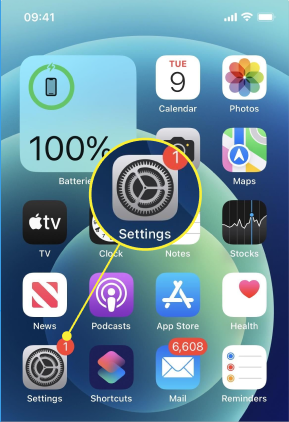 09:41
TUE
9
Calendar
Photos
100%
Batterie
1
Maps
Settings
tv
TV
Clock
Notes
Stocks
News
Podcasts
App Store
Health
1
6,608
Settings
Shortcuts
Mail
Reminders